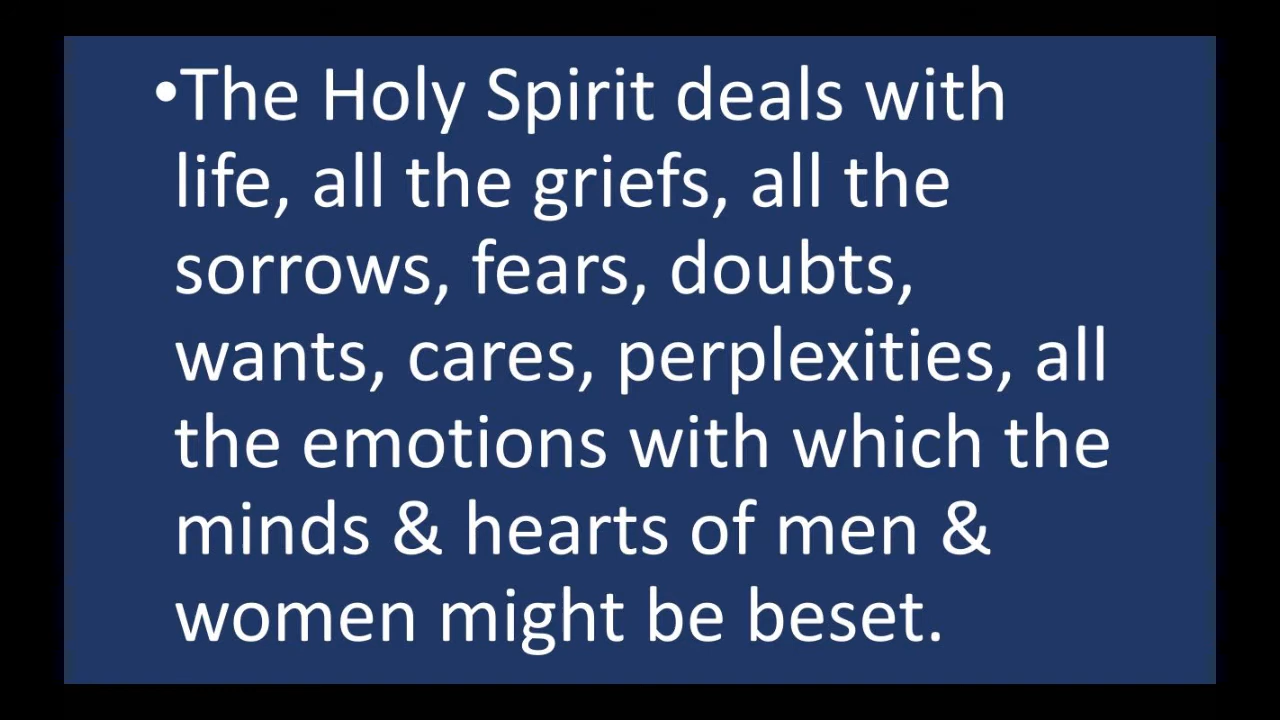 •The Holy Spirit deals with
life, all the griefs, all the
sorrows, fears, doubts,
wants, cares, perplexities, all
the emotions with which the
minds & hearts of men &
women might be beset.